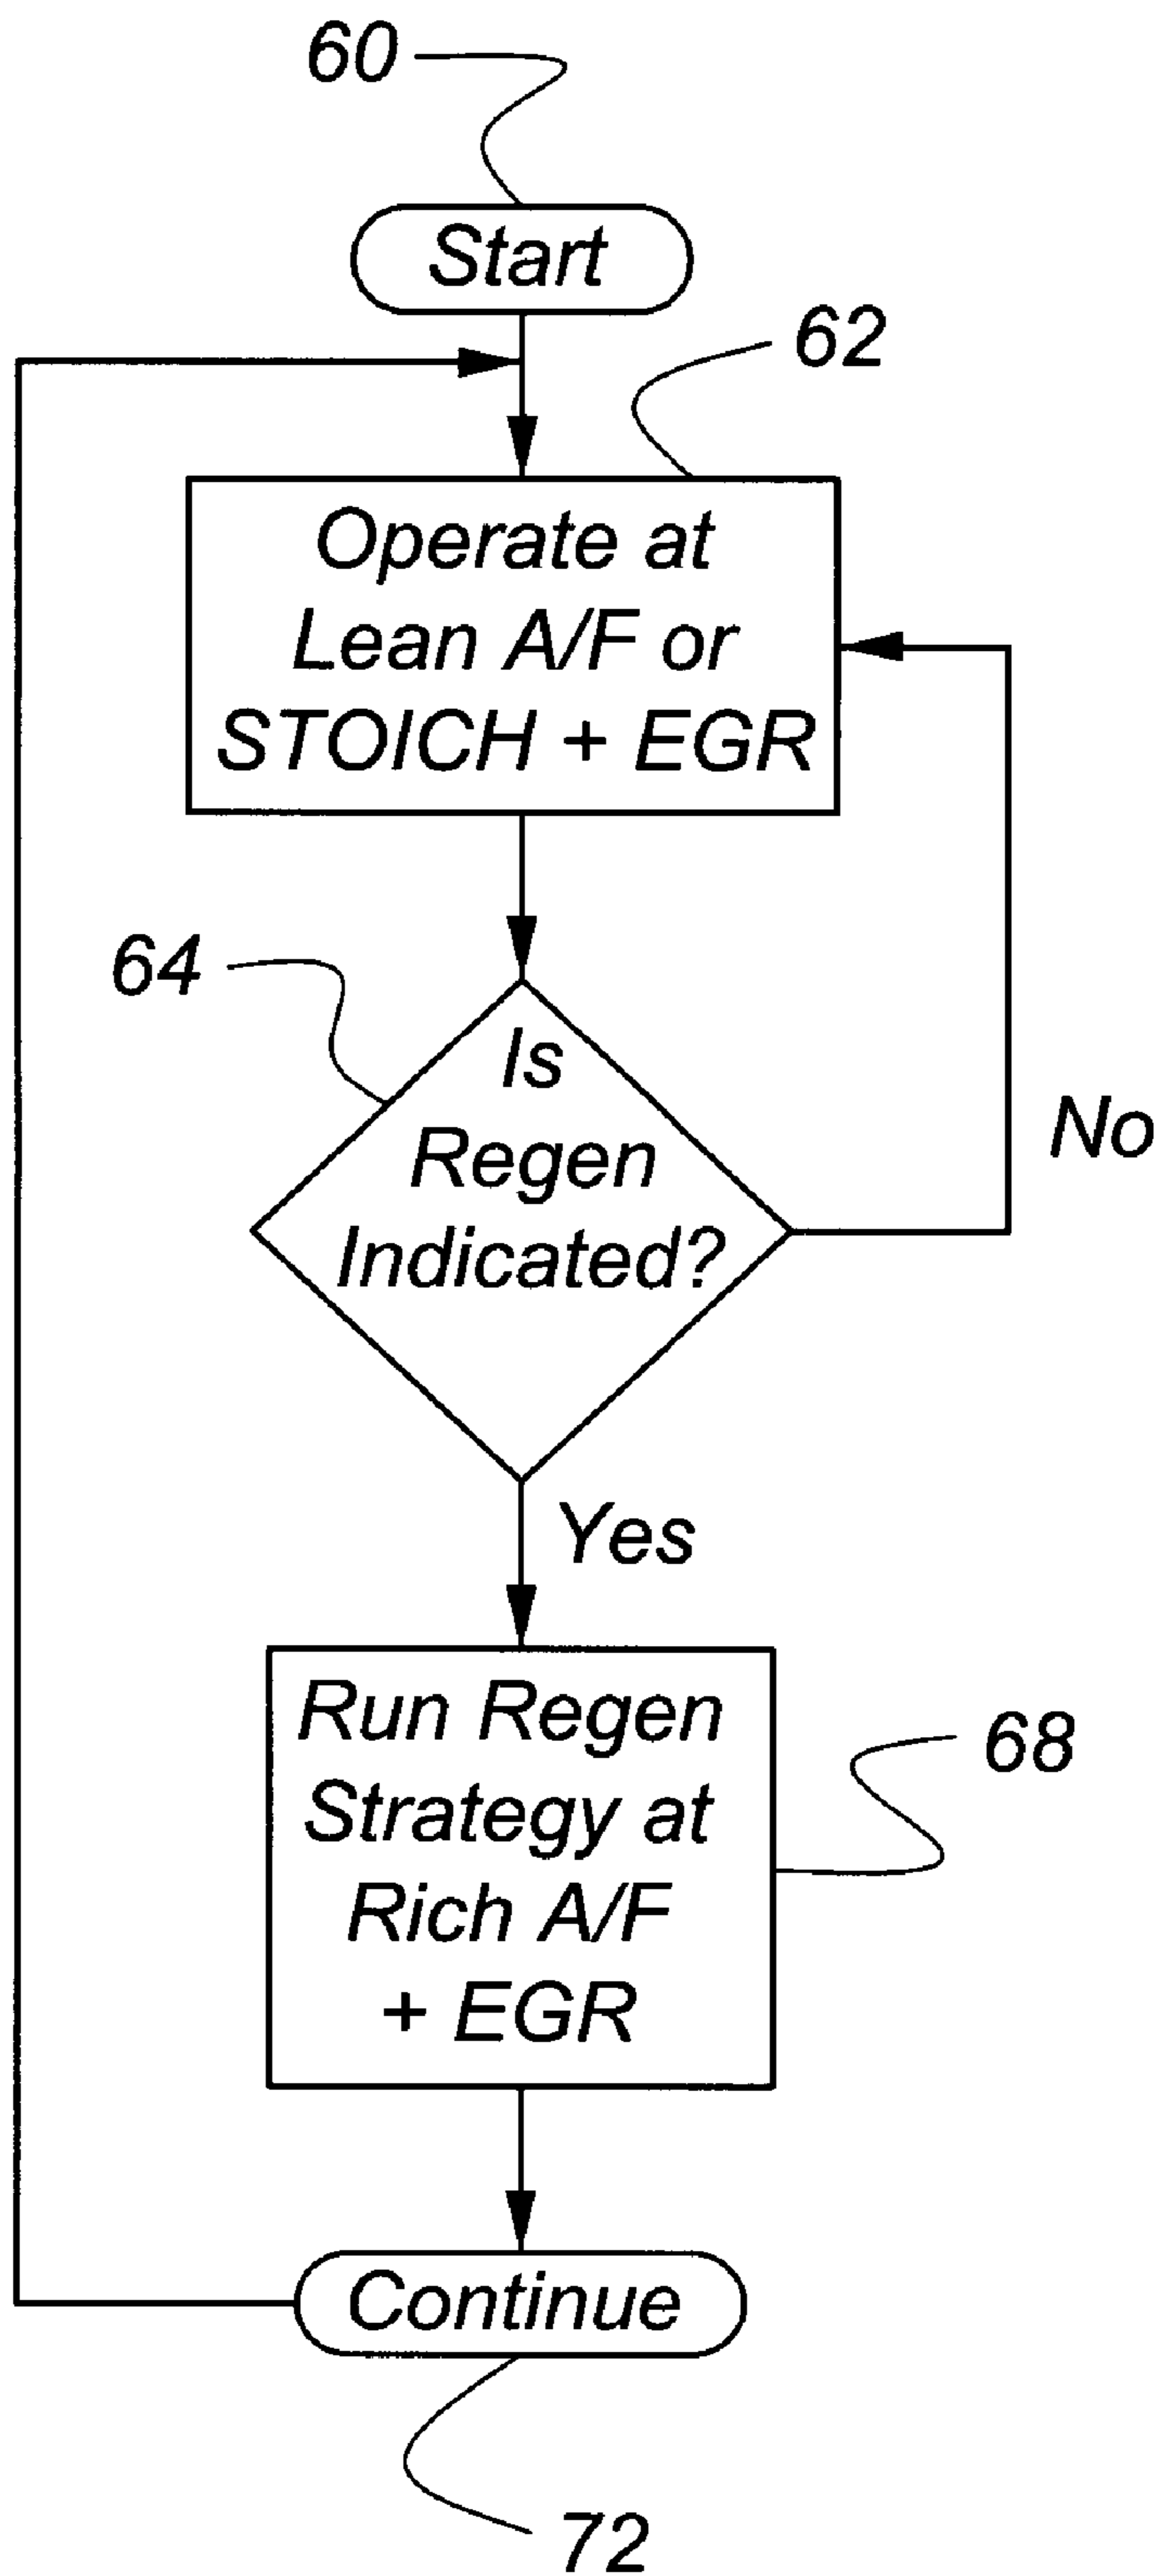 60
Start
62
Operate at
Lean A/F or
STOICH + EGR
64
Is
Regen
Indicated?
No
Yes
Run Regen
Strategy at
Rich A/F
+ EGR
68
Continue
72